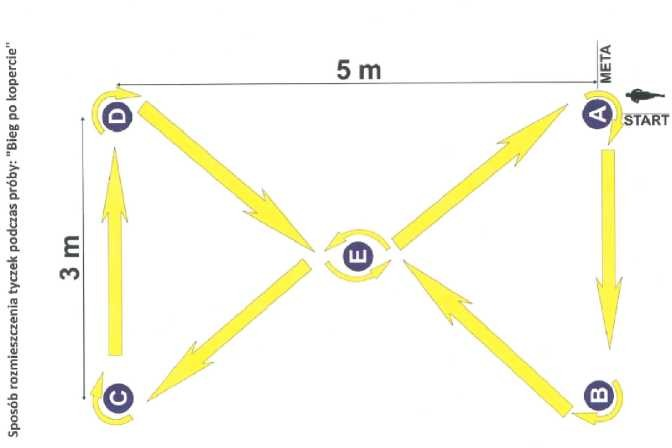 Sposób rozmieszczenia tyczek podczas próby: "Bieg po kopercie"
5 m
META
D
A
START
3 m
E
C
B